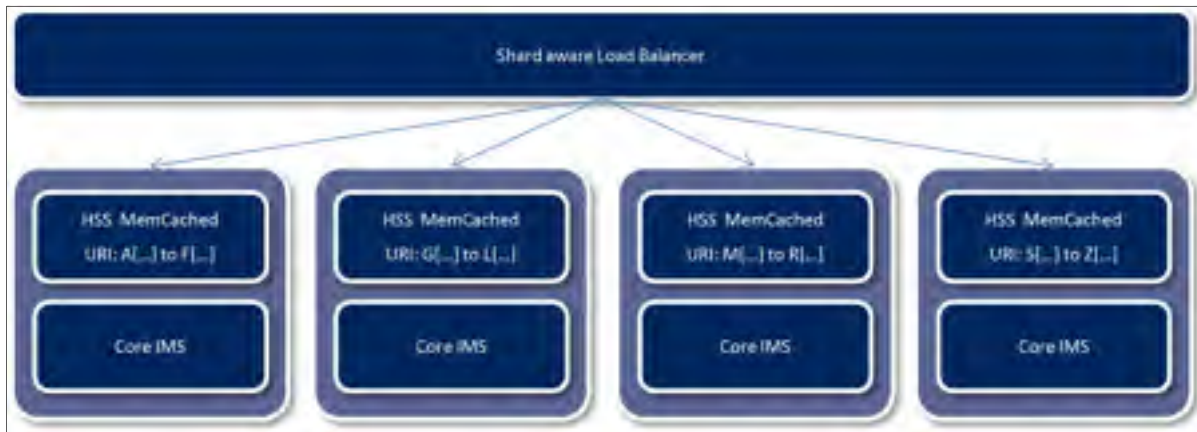 Shard aware Load Balancer
HSS MemCached
URI: A[...] to F[...]
Core IMS
HSS MemCached
URI: G[...] to L[...]
Core IMS
HSS MemCached
URI: M[...] to R[...]
Core IMS
HSS MemCached
URI: S[...] to Z[...]
Core IMS